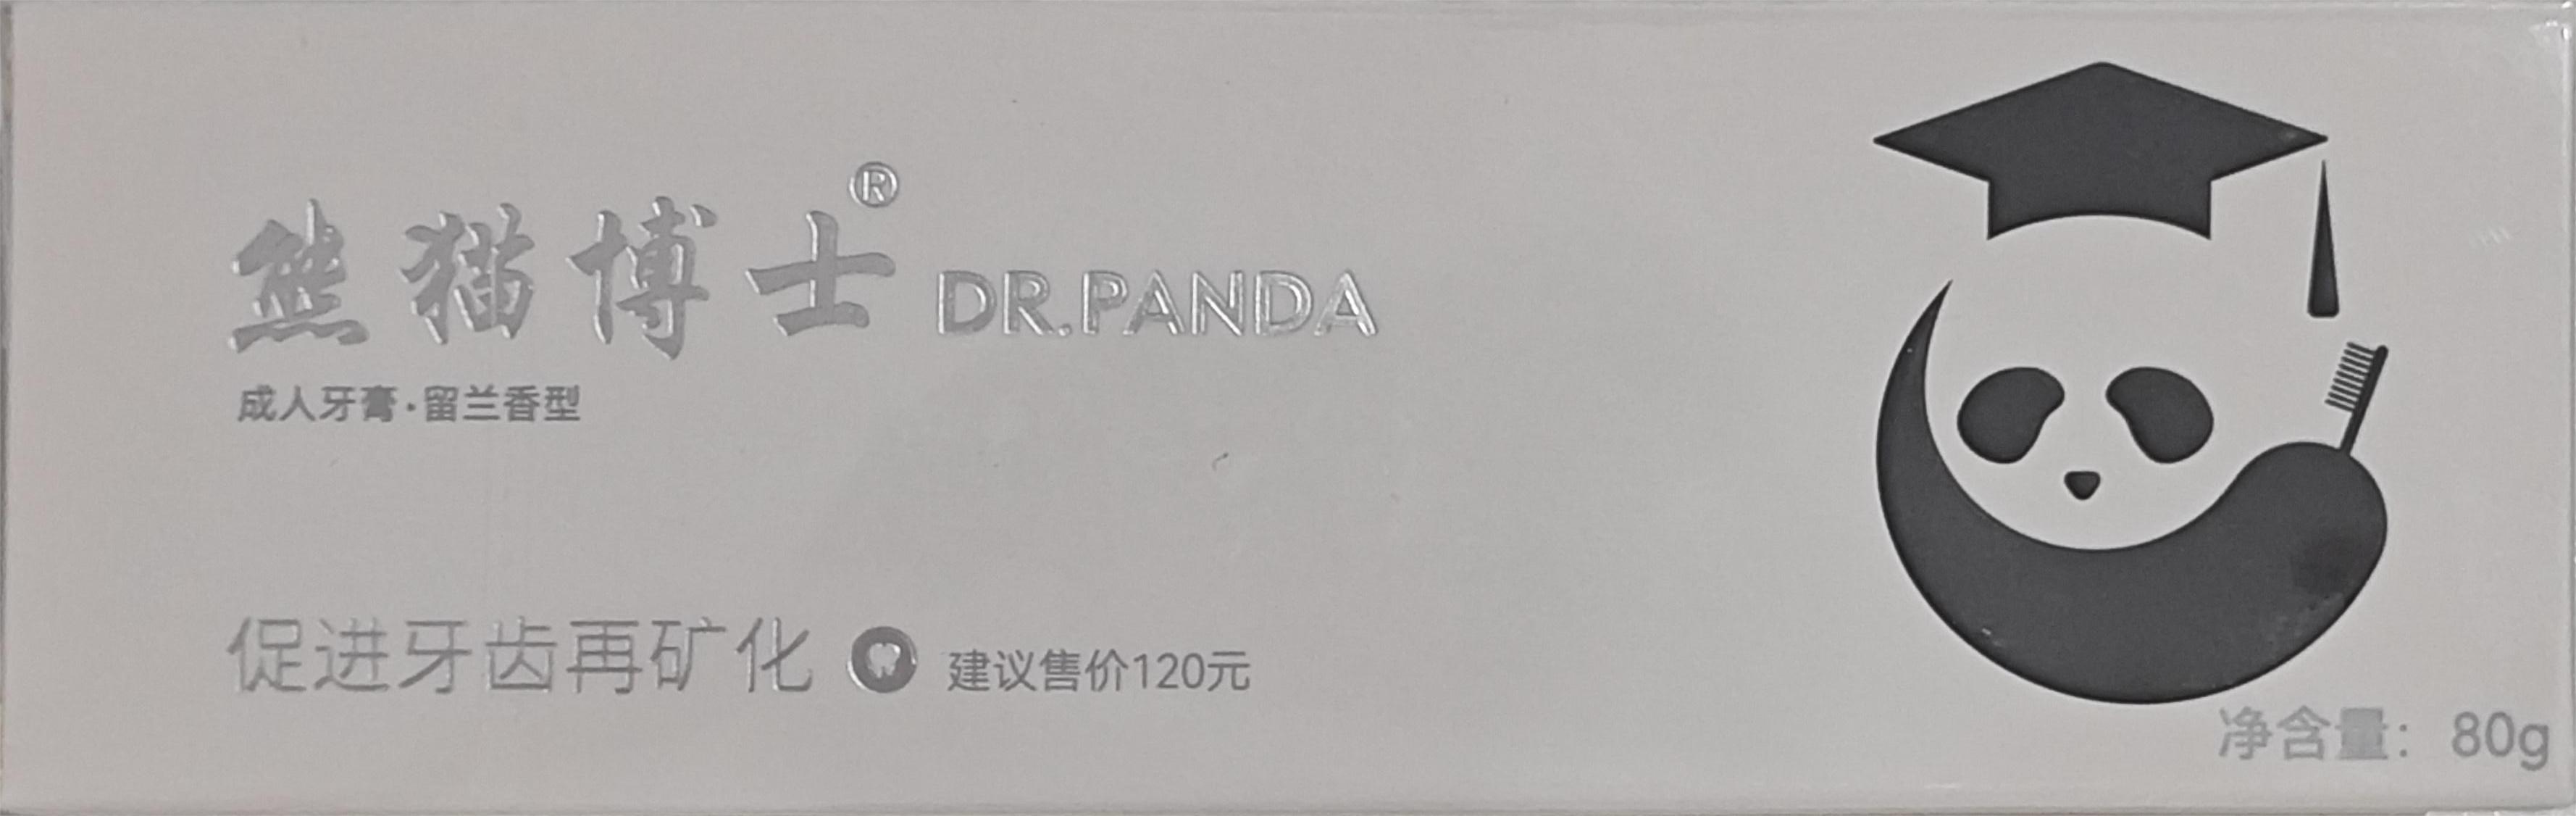 熊猫博士® DR.PANDA
成人牙膏·留兰香型
促进牙齿再矿化 建议售价120元
净含量：80g